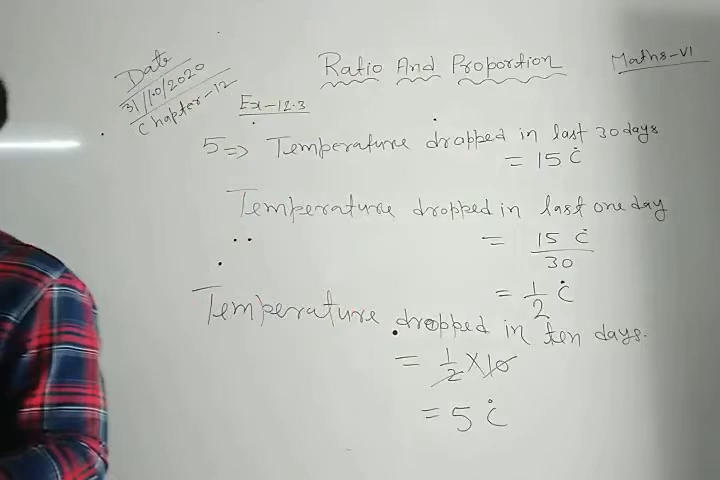 Date
31/10/2020
Chapter-12
Ratio And Proportion
Maths-VI
Ex-12.3
5=> Temperature dropped in last 30 days
= 15 °C
Temperature dropped in last one day
= 15 °C / 30
= 1/2 °C
Temperature dropped in ten days.
= 1/2 × 10
= 5 °C